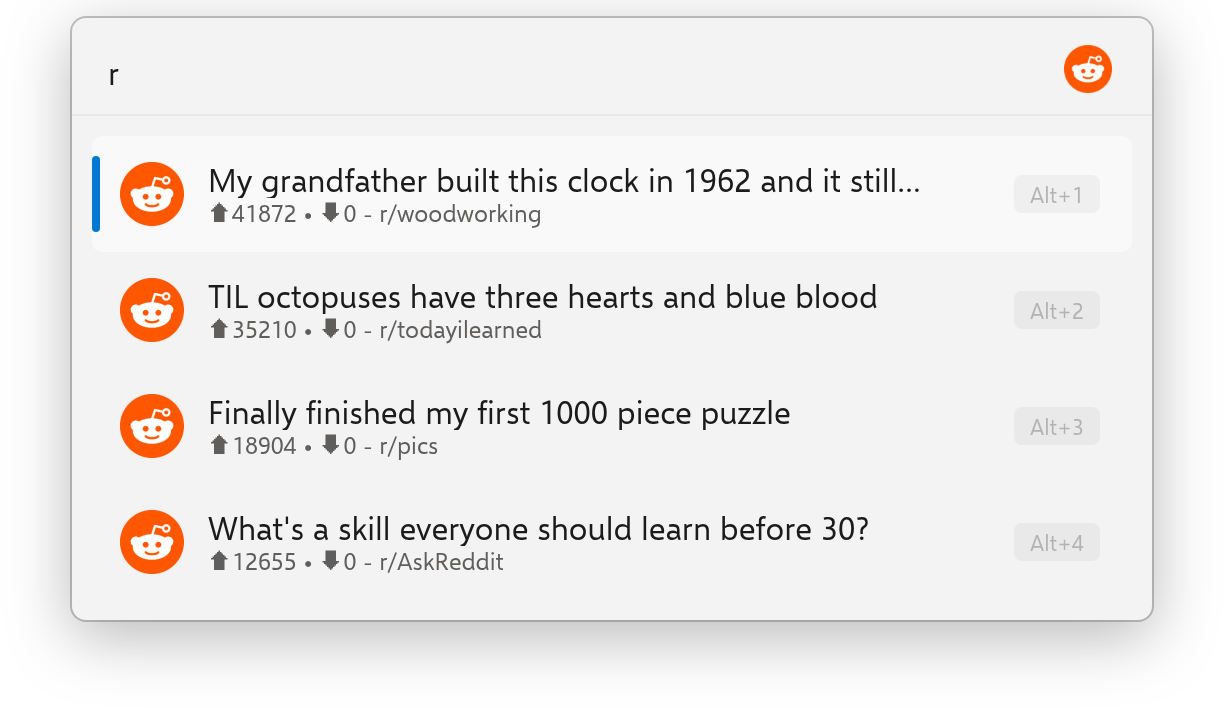 r
My grandfather built this clock in 1962 and it still...
⬆41872 • ⬇0 - r/woodworking
Alt+1
TIL octopuses have three hearts and blue blood
⬆35210 • ⬇0 - r/todayilearned
Alt+2
Finally finished my first 1000 piece puzzle
⬆18904 • ⬇0 - r/pics
Alt+3
What's a skill everyone should learn before 30?
⬆12655 • ⬇0 - r/AskReddit
Alt+4